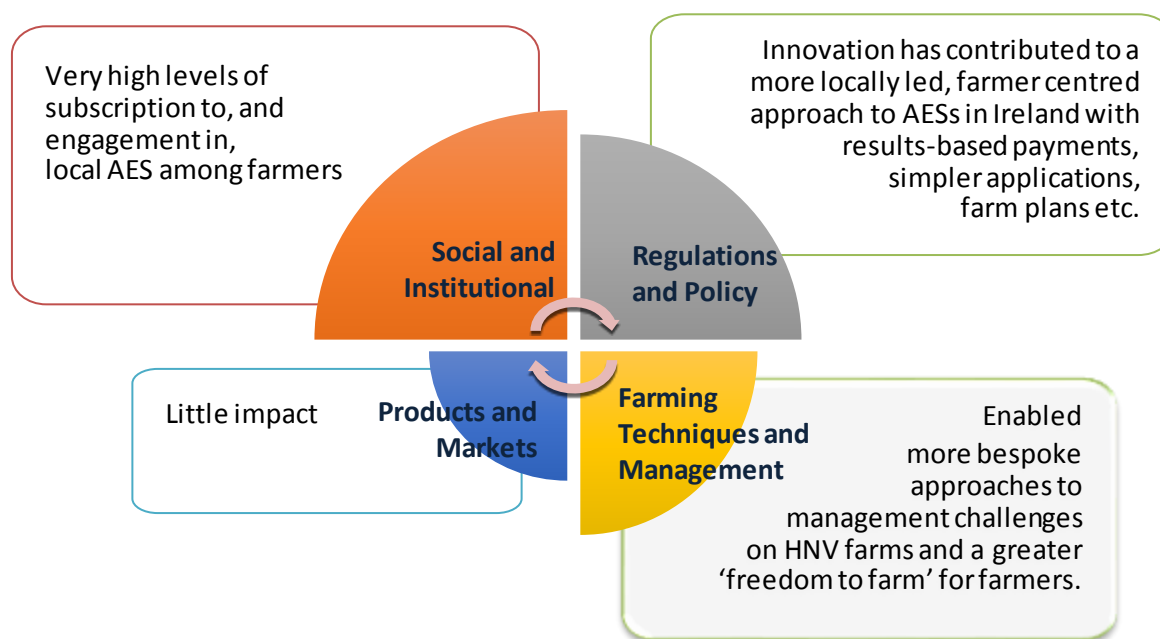 Very high levels of
subscription to, and
engagement in,
local AES among farmers
Innovation has contributed to a
more locally led, farmer centred
approach to AESs in Ireland with
results-based payments,
simpler applications,
farm plans etc.
Social and
Institutional
Regulations
and Policy
Little impact
Products and
Markets
Farming
Techniques and
Management
Enabled
more bespoke
approaches to
management challenges
on HNV farms and a greater
‘freedom to farm’ for farmers.